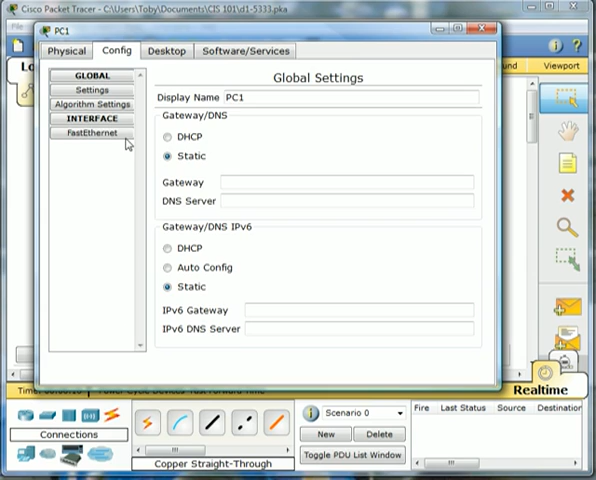 Cisco Packet Tracer - C:\Users\Toby\Documents\CIS 101\d1-5333.pka
PC1
Physical Config Desktop Software/Services
und Viewport
GLOBAL
Settings
Algorithm Settings
INTERFACE
FastEthernet
Global Settings
Display Name PC1
Gateway/DNS
DHCP
Static
Gateway
DNS Server
Gateway/DNS IPv6
DHCP
Auto Config
Static
IPv6 Gateway
IPv6 DNS Server
Realtime
Connections
Copper Straight-Through
Scenario 0
New Delete
Toggle PDU List Window
Fire Last Status Source Destination